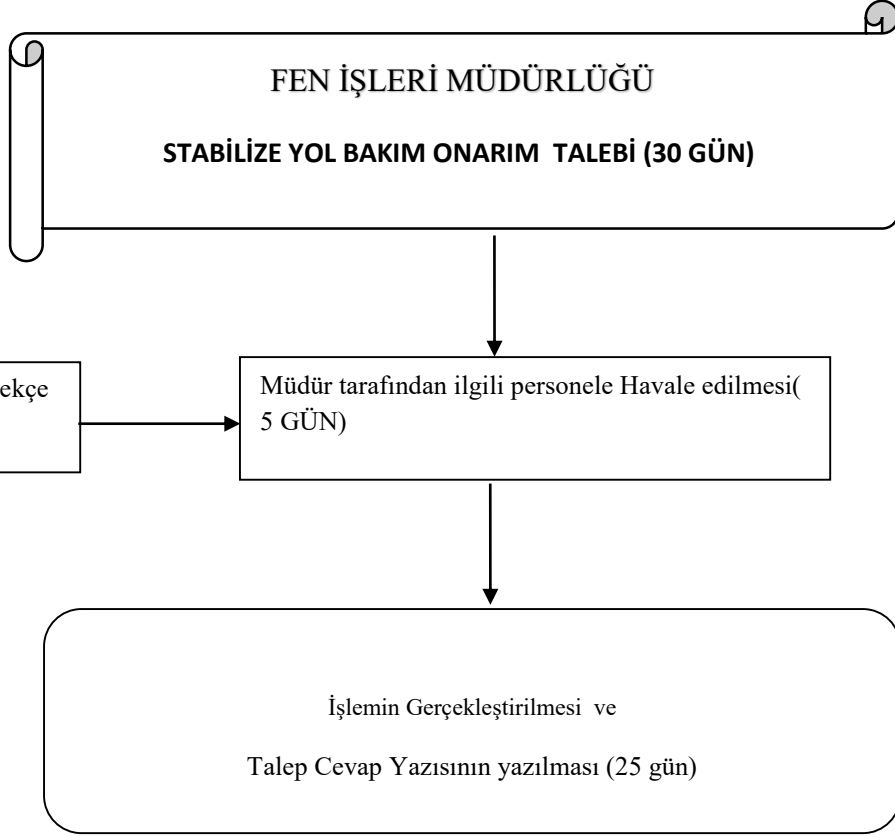 FEN İŞLERİ MÜDÜRLÜĞÜ
STABİLİZE YOL BAKIM ONARIM TALEBİ (30 GÜN)
Müdür tarafından ilgili personele Havale edilmesi(
5 GÜN)
İşlemin Gerçekleştirilmesi ve
Talep Cevap Yazısının yazılması (25 gün)